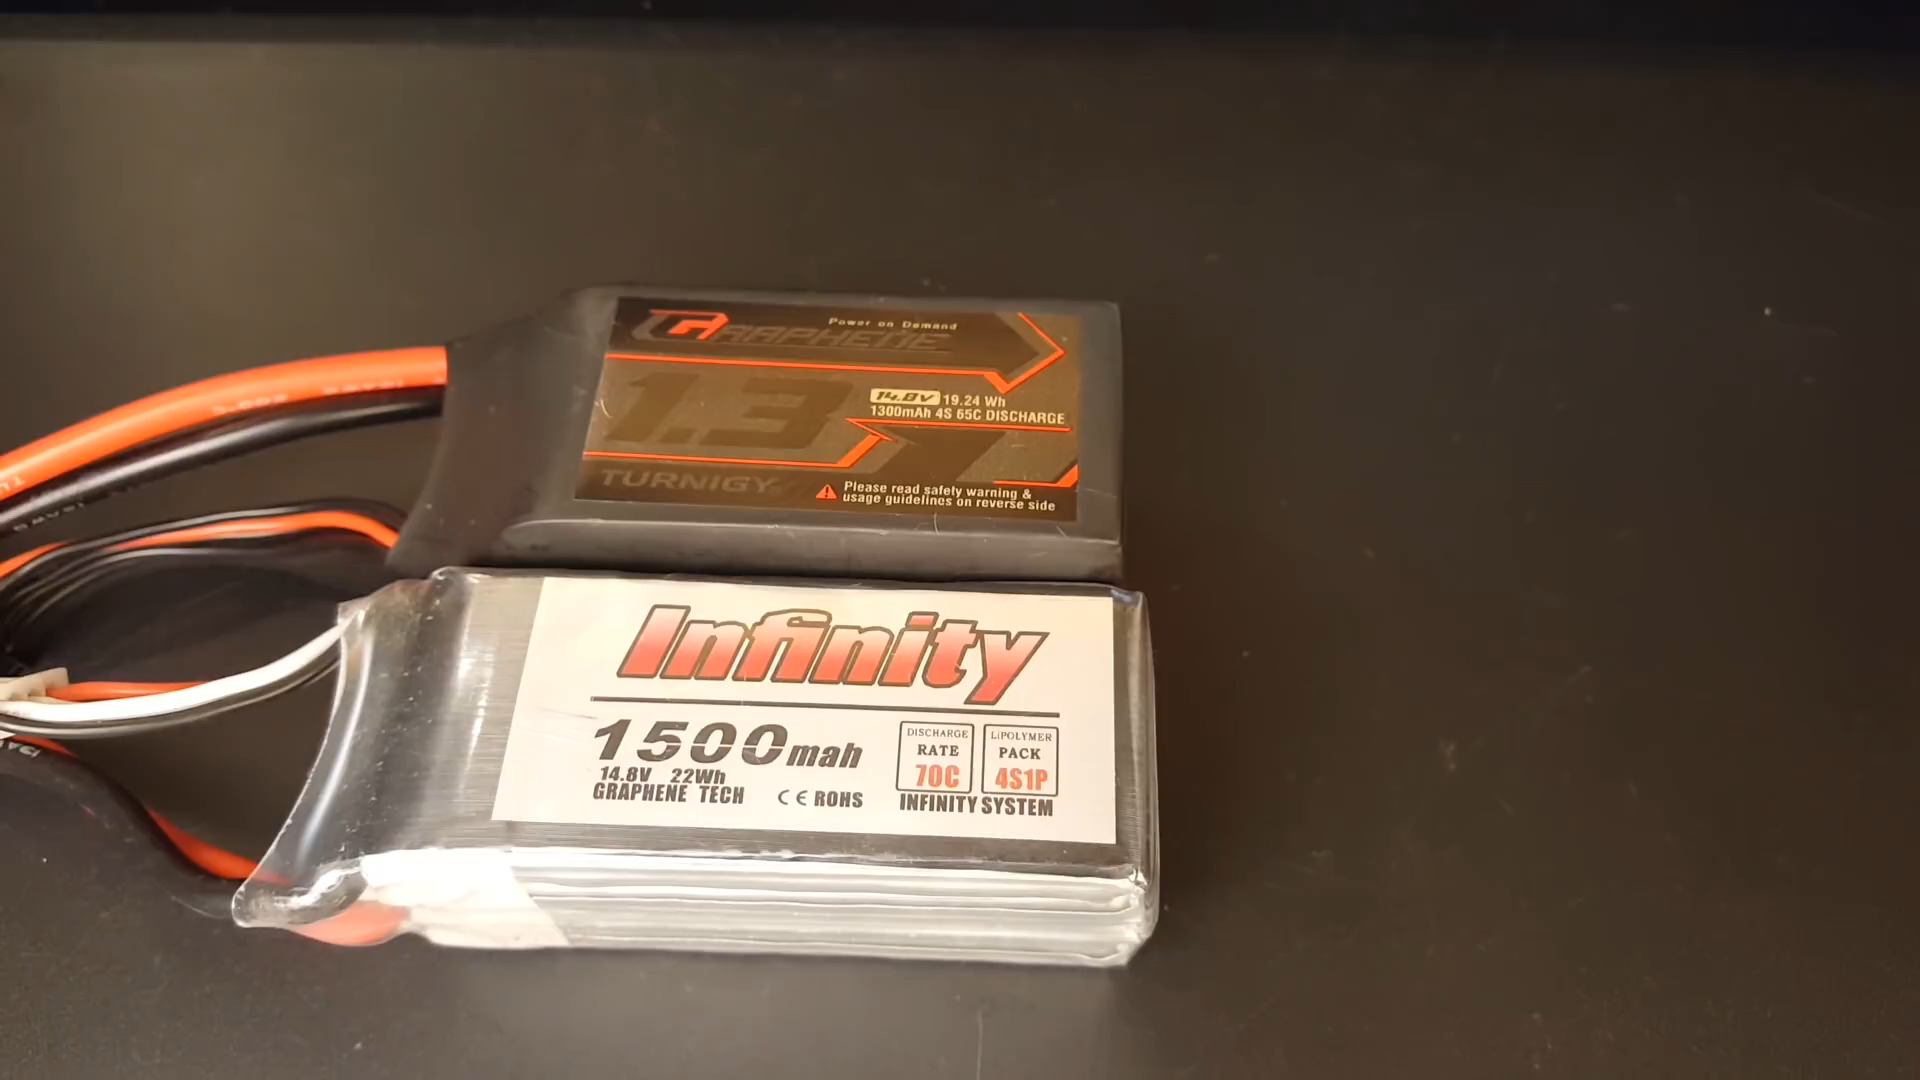 GRAPHENE
Power on Demand
1.3
14.8V 19.24 Wh
1300mAh 4S 65C DISCHARGE
TURNIGY
Please read safety warning &
usage guidelines on reverse side
Infinity
1500mah
14.8V 22Wh
GRAPHENE TECH
CE ROHS
DISCHARGE
RATE
70C
LiPOLYMER
PACK
4S1P
INFINITY SYSTEM